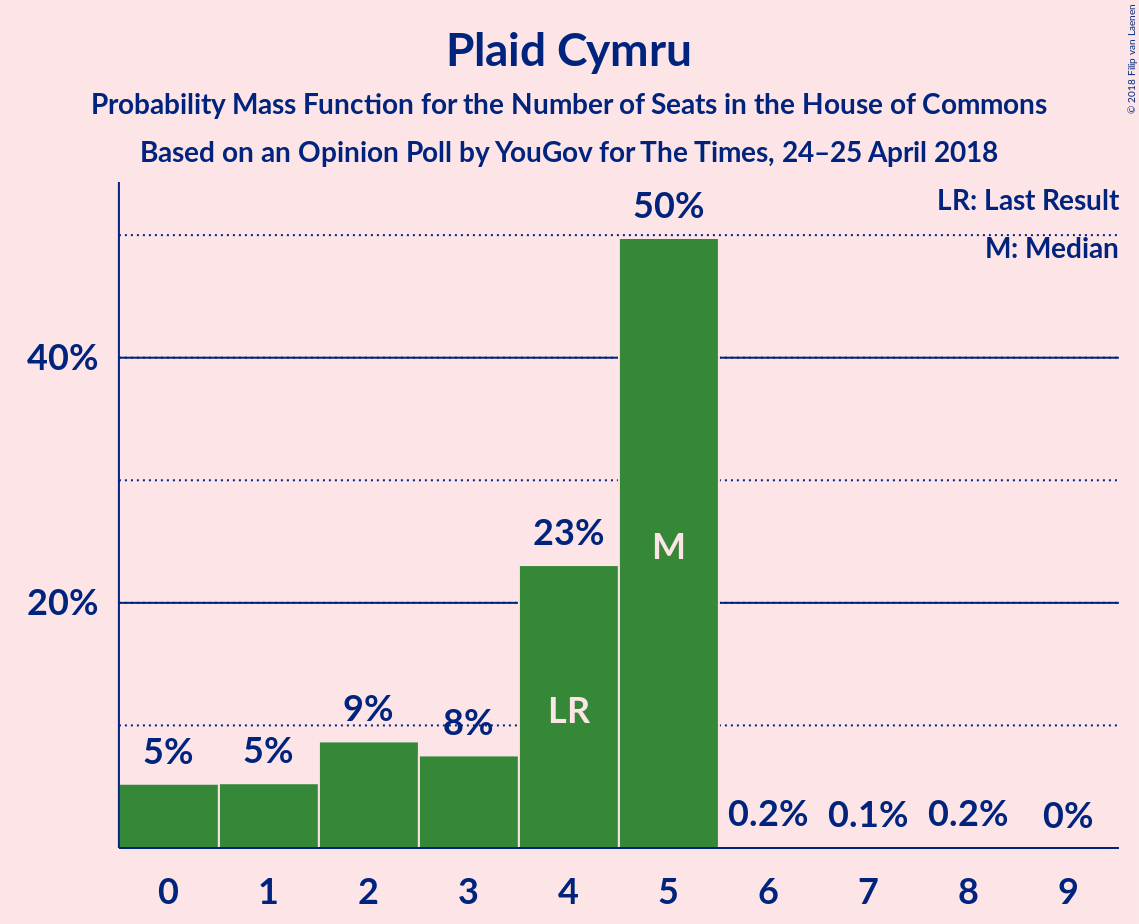 Plaid Cymru
Probability Mass Function for the Number of Seats in the House of Commons
Based on an Opinion Poll by YouGov for The Times, 24–25 April 2018
© 2018 Filip van Laenen
LR: Last Result
M: Median
50%
40%
23%
M
20%
LR
9%
8%
5%
5%
0.2%
0.1%
0.2%
0%
0 1 2 3 4 5 6 7 8 9